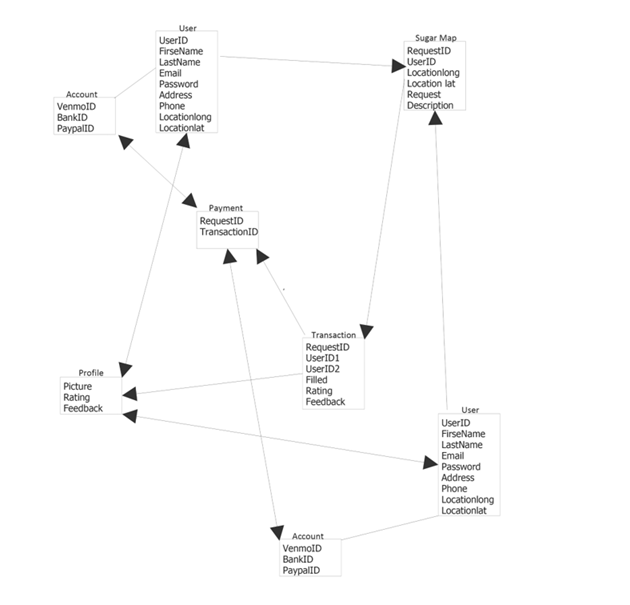 User
UserID
FirseName
LastName
Email
Password
Address
Phone
Locationlong
Locationlat
Sugar Map
RequestID
UserID
Locationlong
Location lat
Request
Description
Account
VenmoID
BankID
PaypalID
Payment
RequestID
TransactionID
Transaction
RequestID
UserID1
UserID2
Filled
Rating
Feedback
Profile
Picture
Rating
Feedback
User
UserID
FirseName
LastName
Email
Password
Address
Phone
Locationlong
Locationlat
Account
VenmoID
BankID
PaypalID